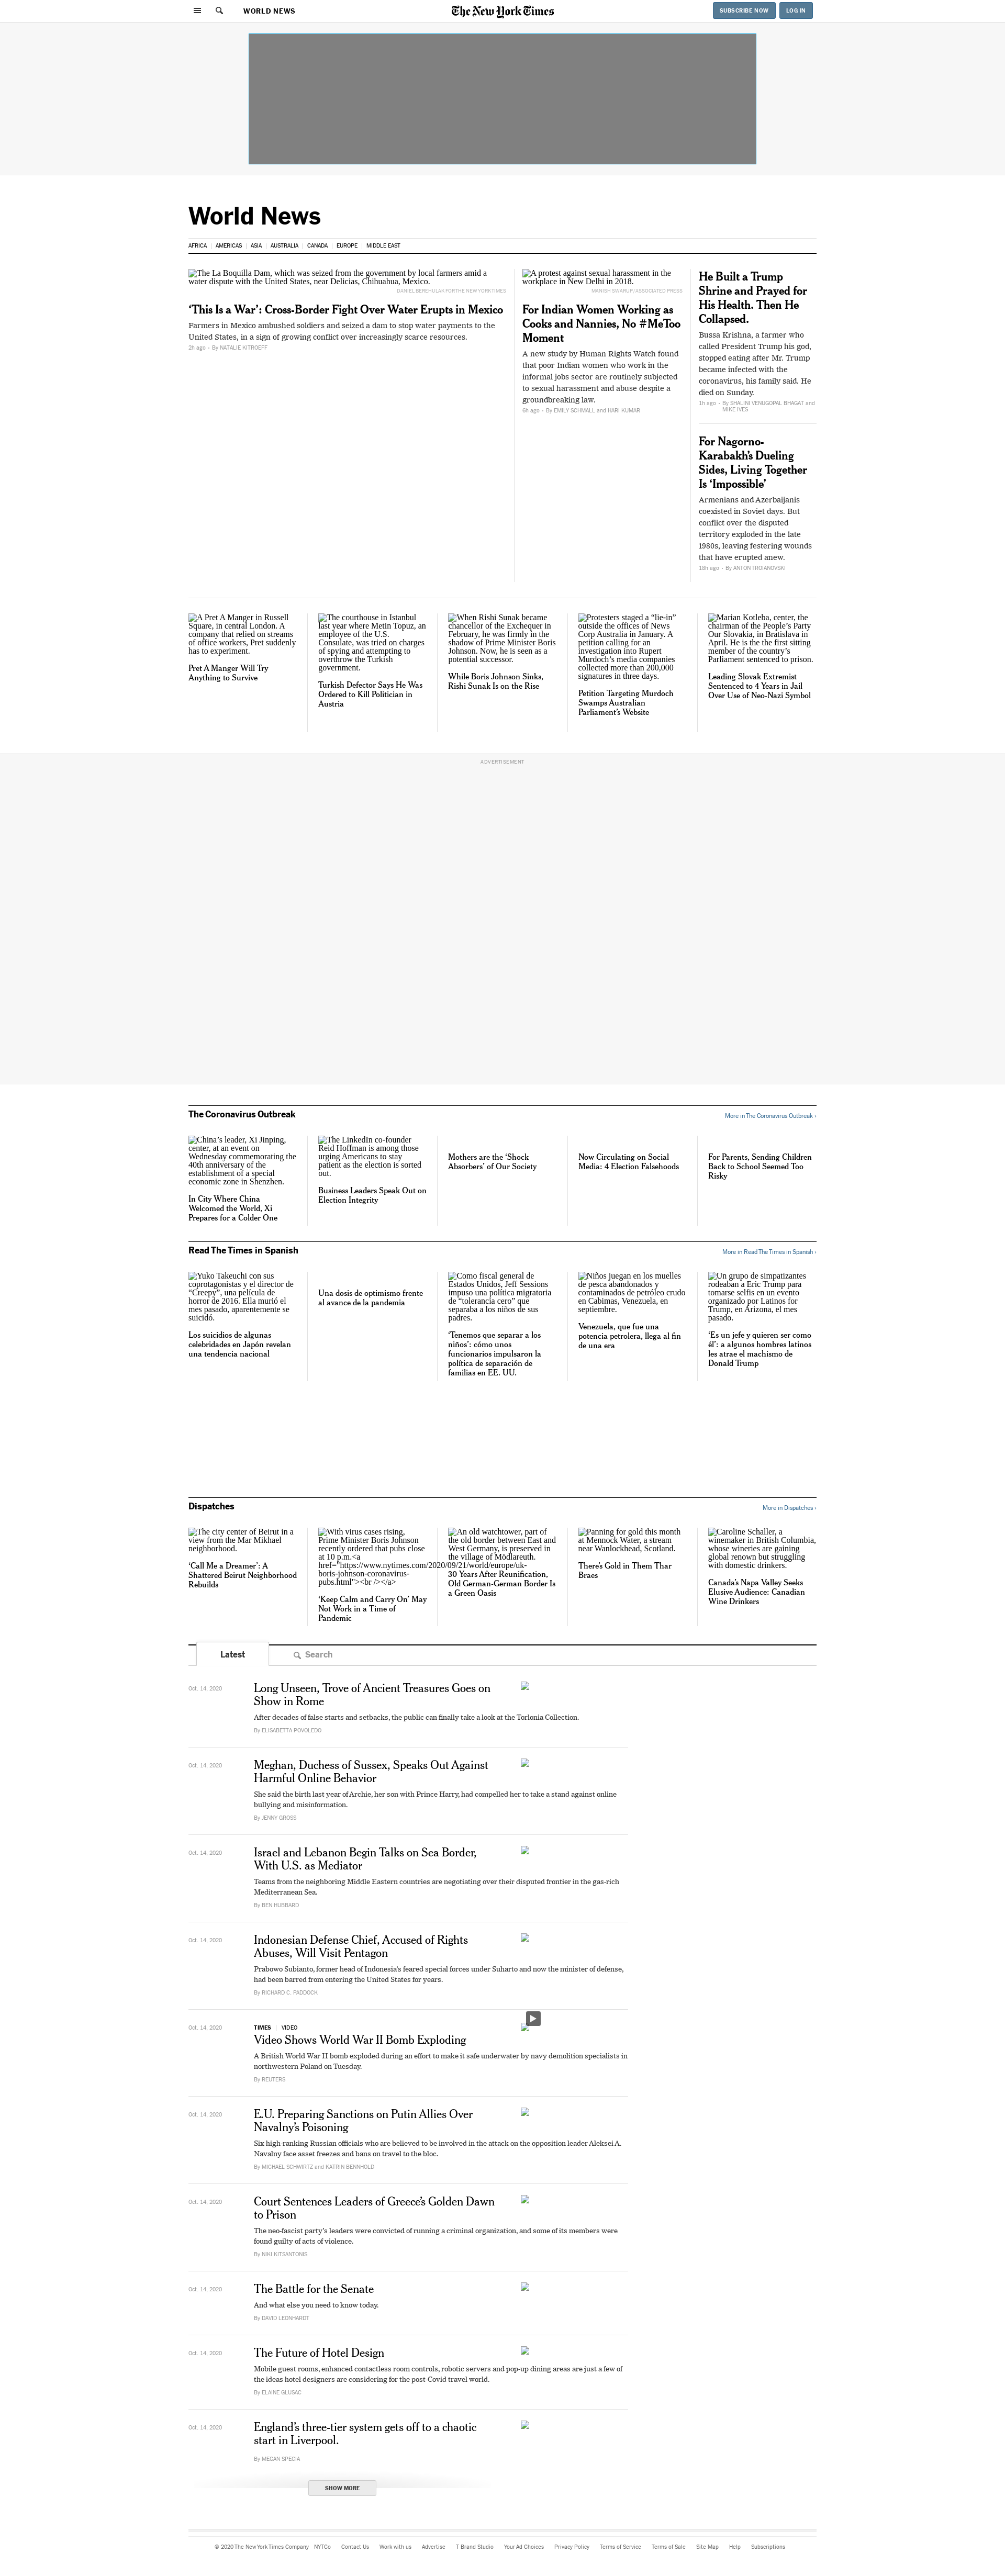 WORLD NEWS
The New York Times
SUBSCRIBE NOW
LOG IN
World News
AFRICA
AMERICAS
ASIA
AUSTRALIA
CANADA
EUROPE
MIDDLE EAST
The La Boquilla Dam, which was seized from the government by local farmers amid a
water dispute with the United States, near Delicias, Chihuahua, Mexico.
DANIEL BEREHULAK FOR THE NEW YORK TIMES
‘This Is a War’: Cross-Border Fight Over Water Erupts in Mexico
Farmers in Mexico ambushed soldiers and seized a dam to stop water payments to the
United States, in a sign of growing conflict over increasingly scarce resources.
2h ago - By NATALIE KITROEFF
A protest against sexual harassment in the
workplace in New Delhi in 2018.
MANISH SWARUP/ASSOCIATED PRESS
For Indian Women Working as
Cooks and Nannies, No #MeToo
Moment
A new study by Human Rights Watch found
that poor Indian women who work in the
informal jobs sector are routinely subjected
to sexual harassment and abuse despite a
groundbreaking law.
6h ago - By EMILY SCHMALL and HARI KUMAR
He Built a Trump
Shrine and Prayed for
His Health. Then He
Collapsed.
Bussa Krishna, a farmer who
called President Trump his god,
stopped eating after Mr. Trump
became infected with the
coronavirus, his family said. He
died on Sunday.
1h ago - By SHALINI VENUGOPAL BHAGAT and
MIKE IVES
For Nagorno-
Karabakh’s Dueling
Sides, Living Together
Is ‘Impossible’
Armenians and Azerbaijanis
coexisted in Soviet days. But
conflict over the disputed
territory exploded in the late
1980s, leaving festering wounds
that have erupted anew.
18h ago - By ANTON TROIANOVSKI
A Pret A Manger in Russell
Square, in central London. A
company that relied on streams
of office workers, Pret suddenly
has to experiment.
Pret A Manger Will Try
Anything to Survive
The courthouse in Istanbul
last year where Metin Topuz, an
employee of the U.S.
Consulate, was tried on charges
of spying and attempting to
overthrow the Turkish
government.
Turkish Defector Says He Was
Ordered to Kill Politician in
Austria
When Rishi Sunak became
chancellor of the Exchequer in
February, he was firmly in the
shadow of Prime Minister Boris
Johnson. Now, he is seen as a
potential successor.
While Boris Johnson Sinks,
Rishi Sunak Is on the Rise
Protesters staged a “lie-in”
outside the offices of News
Corp Australia in January. A
petition calling for an
investigation into Rupert
Murdoch’s media companies
collected more than 200,000
signatures in three days.
Petition Targeting Murdoch
Swamps Australian
Parliament’s Website
Marian Kotleba, center, the
chairman of the People’s Party
Our Slovakia, in Bratislava in
April. He is the the first sitting
member of the country’s
Parliament sentenced to prison.
Leading Slovak Extremist
Sentenced to 4 Years in Jail
Over Use of Neo-Nazi Symbol
ADVERTISEMENT
The Coronavirus Outbreak
More in The Coronavirus Outbreak ›
China’s leader, Xi Jinping,
center, at an event on
Wednesday commemorating the
40th anniversary of the
establishment of a special
economic zone in Shenzhen.
In City Where China
Welcomed the World, Xi
Prepares for a Colder One
The LinkedIn co-founder
Reid Hoffman is among those
urging Americans to stay
patient as the election is sorted
out.
Business Leaders Speak Out on
Election Integrity
Mothers are the ‘Shock
Absorbers’ of Our Society
Now Circulating on Social
Media: 4 Election Falsehoods
For Parents, Sending Children
Back to School Seemed Too
Risky
Read The Times in Spanish
More in Read The Times in Spanish ›
Yuko Takeuchi con sus
coprotagonistas y el director de
“Creepy”, una película de
horror de 2016. Ella murió el
mes pasado, aparentemente se
suicidó.
Los suicidios de algunas
celebridades en Japón revelan
una tendencia nacional
Una dosis de optimismo frente
al avance de la pandemia
Como fiscal general de
Estados Unidos, Jeff Sessions
impuso una política migratoria
de “tolerancia cero” que
separaba a los niños de sus
padres.
‘Tenemos que separar a los
niños’: cómo unos
funcionarios impulsaron la
política de separación de
familias en EE. UU.
Niños juegan en los muelles
de pesca abandonados y
contaminados de petróleo crudo
en Cabimas, Venezuela, en
septiembre.
Venezuela, que fue una
potencia petrolera, llega al fin
de una era
Un grupo de simpatizantes
rodeaban a Eric Trump para
tomarse selfis en un evento
organizado por Latinos for
Trump, en Arizona, el mes
pasado.
‘Es un jefe y quieren ser como
él’: a algunos hombres latinos
les atrae el machismo de
Donald Trump
Dispatches
More in Dispatches ›
The city center of Beirut in a
view from the Mar Mikhael
neighborhood.
‘Call Me a Dreamer’: A
Shattered Beirut Neighborhood
Rebuilds
With virus cases rising,
Prime Minister Boris Johnson
recently ordered that pubs close
at 10 p.m.<a
href="https://www.nytimes.com/2020/09/21/world/europe/uk-
boris-johnson-coronavirus-
pubs.html"><br /></a>
‘Keep Calm and Carry On’ May
Not Work in a Time of
Pandemic
An old watchtower, part of
the old border between East and
West Germany, is preserved in
the village of Mödlareuth.
30 Years After Reunification,
Old German-German Border Is
a Green Oasis
Panning for gold this month
at Mennock Water, a stream
near Wanlockhead, Scotland.
There’s Gold in Them Thar
Braes
Caroline Schaller, a
winemaker in British Columbia,
whose wineries are gaining
global renown but struggling
with domestic drinkers.
Canada’s Napa Valley Seeks
Elusive Audience: Canadian
Wine Drinkers
Latest
Search
Oct. 14, 2020
Long Unseen, Trove of Ancient Treasures Goes on
Show in Rome
After decades of false starts and setbacks, the public can finally take a look at the Torlonia Collection.
By ELISABETTA POVOLEDO
Oct. 14, 2020
Meghan, Duchess of Sussex, Speaks Out Against
Harmful Online Behavior
She said the birth last year of Archie, her son with Prince Harry, had compelled her to take a stand against online
bullying and misinformation.
By JENNY GROSS
Oct. 14, 2020
Israel and Lebanon Begin Talks on Sea Border,
With U.S. as Mediator
Teams from the neighboring Middle Eastern countries are negotiating over their disputed frontier in the gas-rich
Mediterranean Sea.
By BEN HUBBARD
Oct. 14, 2020
Indonesian Defense Chief, Accused of Rights
Abuses, Will Visit Pentagon
Prabowo Subianto, former head of Indonesia’s feared special forces under Suharto and now the minister of defense,
had been barred from entering the United States for years.
By RICHARD C. PADDOCK
Oct. 14, 2020
TIMES | VIDEO
Video Shows World War II Bomb Exploding
A British World War II bomb exploded during an effort to make it safe underwater by navy demolition specialists in
northwestern Poland on Tuesday.
By REUTERS
Oct. 14, 2020
E.U. Preparing Sanctions on Putin Allies Over
Navalny’s Poisoning
Six high-ranking Russian officials who are believed to be involved in the attack on the opposition leader Aleksei A.
Navalny face asset freezes and bans on travel to the bloc.
By MICHAEL SCHWIRTZ and KATRIN BENNHOLD
Oct. 14, 2020
Court Sentences Leaders of Greece’s Golden Dawn
to Prison
The neo-fascist party’s leaders were convicted of running a criminal organization, and some of its members were
found guilty of acts of violence.
By NIKI KITSANTONIS
Oct. 14, 2020
The Battle for the Senate
And what else you need to know today.
By DAVID LEONHARDT
Oct. 14, 2020
The Future of Hotel Design
Mobile guest rooms, enhanced contactless room controls, robotic servers and pop-up dining areas are just a few of
the ideas hotel designers are considering for the post-Covid travel world.
By ELAINE GLUSAC
Oct. 14, 2020
England’s three-tier system gets off to a chaotic
start in Liverpool.
By MEGAN SPECIA
SHOW MORE
© 2020 The New York Times Company NYTCo Contact Us Work with us Advertise T Brand Studio Your Ad Choices Privacy Policy Terms of Service Terms of Sale Site Map Help Subscriptions